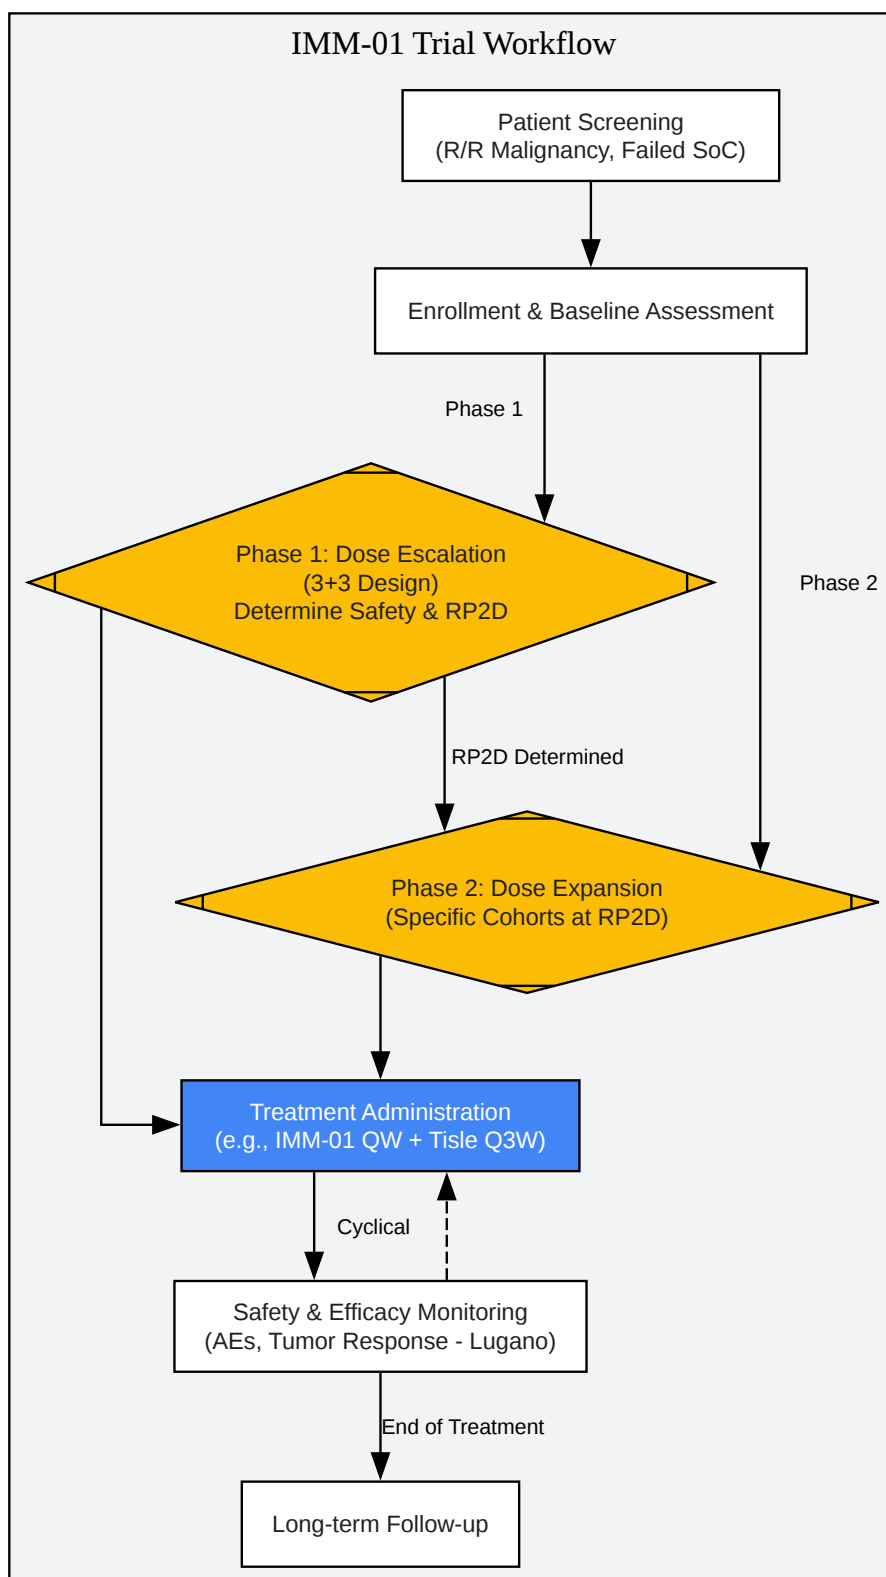 IMM-01 Trial Workflow
Patient Screening
(R/R Malignancy, Failed SoC)
Enrollment & Baseline Assessment
Phase 1
Phase 1: Dose Escalation
(3+3 Design)
Determine Safety & RP2D
Phase 2
RP2D Determined
Phase 2: Dose Expansion
(Specific Cohorts at RP2D)
Treatment Administration
(e.g., IMM-01 QW + Tisle Q3W)
Cyclical
Safety & Efficacy Monitoring
(AEs, Tumor Response - Lugano)
End of Treatment
Long-term Follow-up